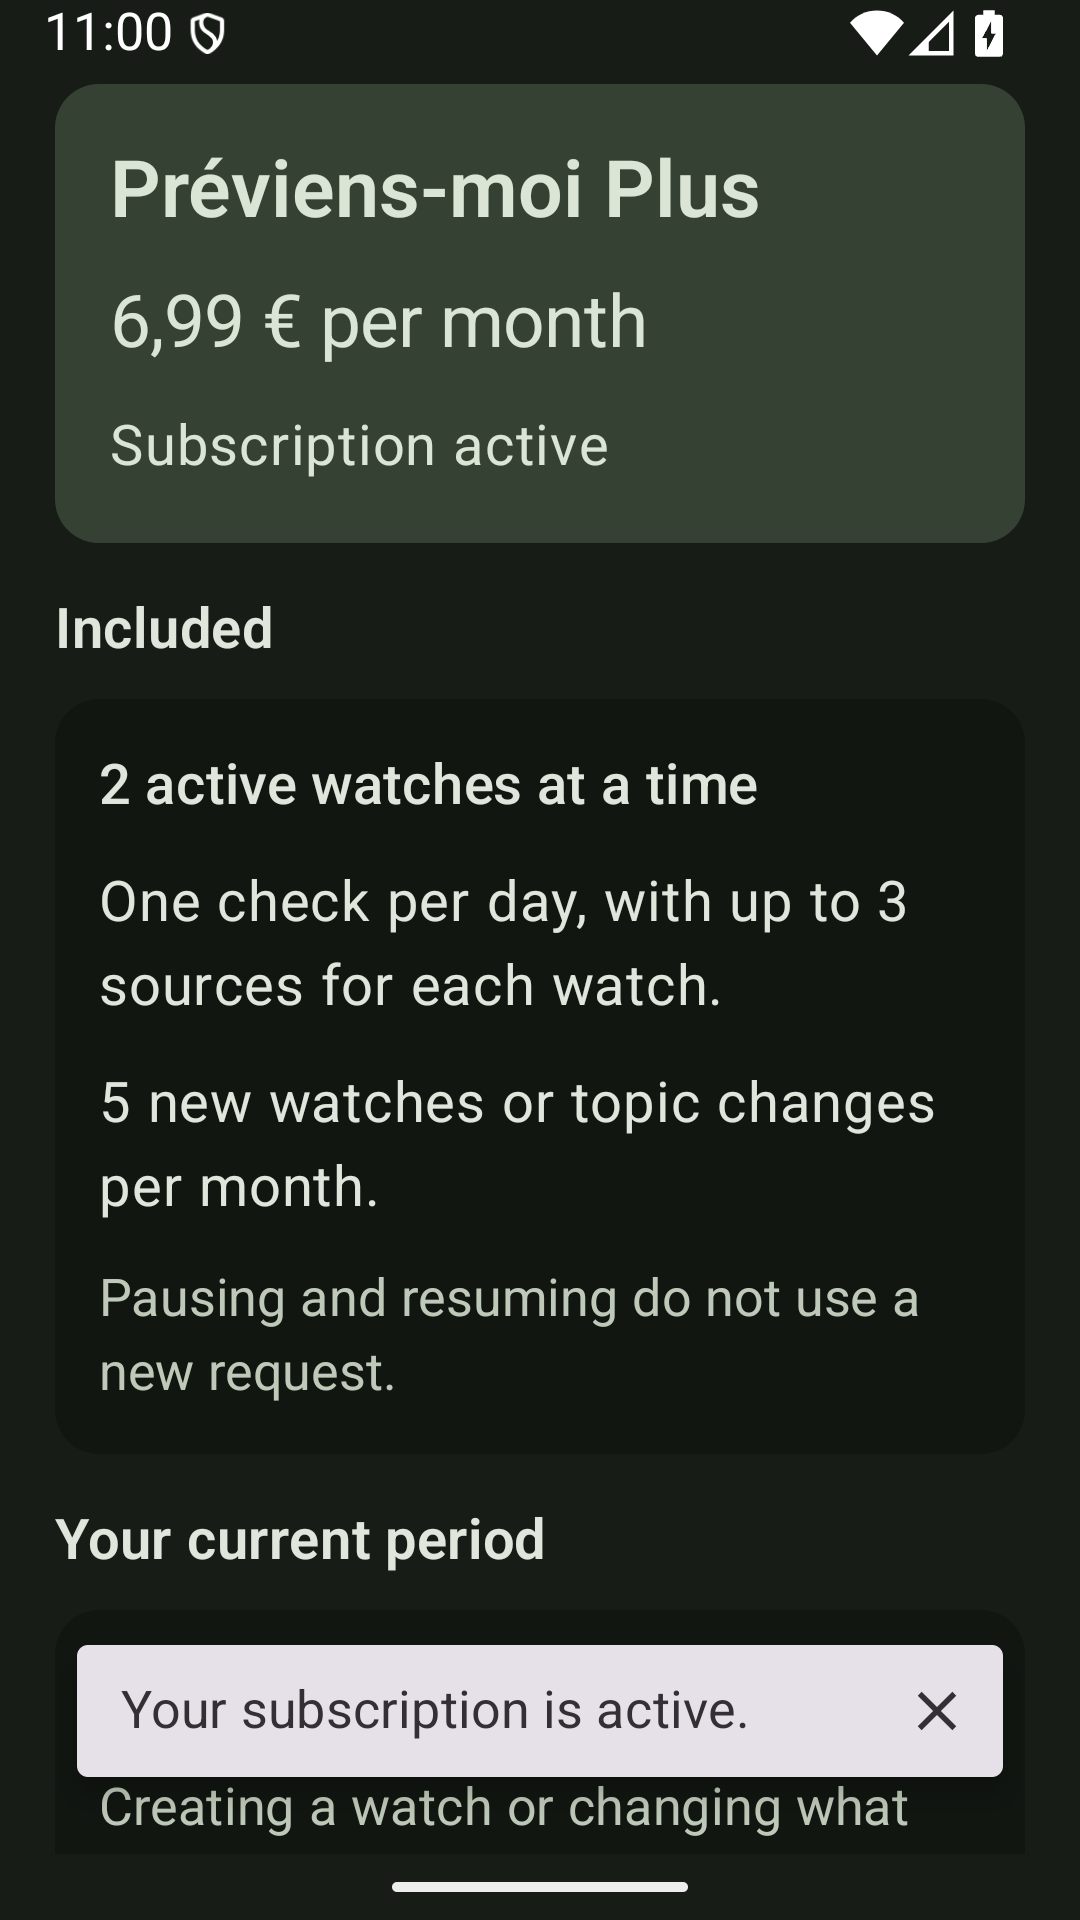 11:00
Préviens-moi Plus
6,99 € per month
Subscription active
Included
2 active watches at a time
One check per day, with up to 3
sources for each watch.
5 new watches or topic changes
per month.
Pausing and resuming do not use a
new request.
Your current period
Your subscription is active.
Creating a watch or changing what